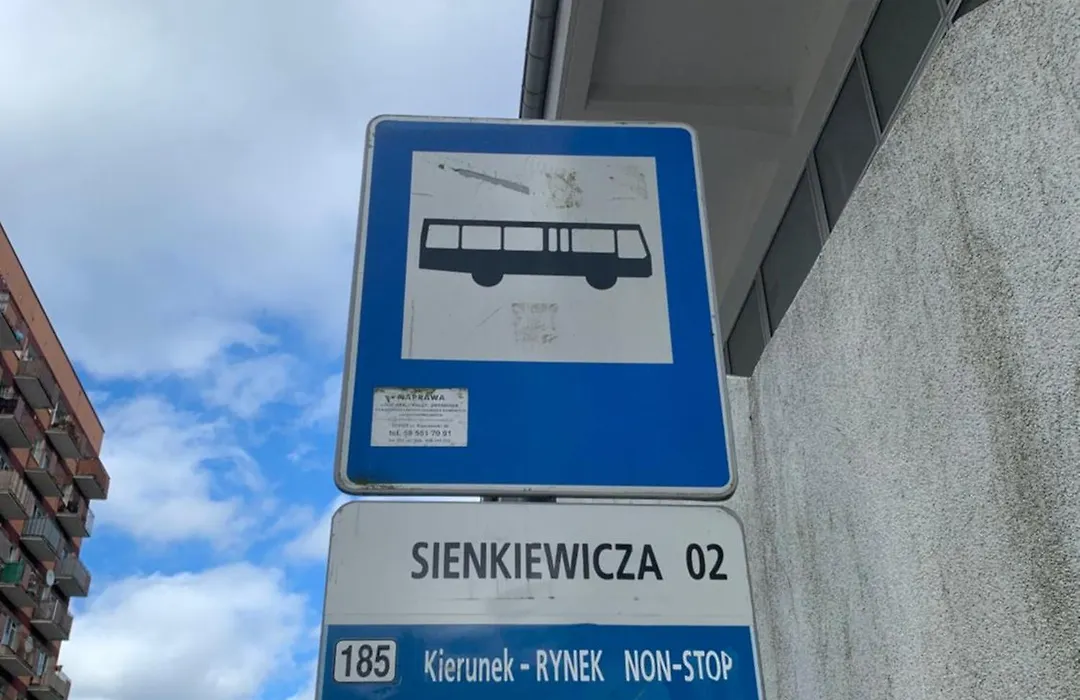 NAPRAWA
SIENKIEWICZA 02
185 Kierunek - RYNEK NON-STOP